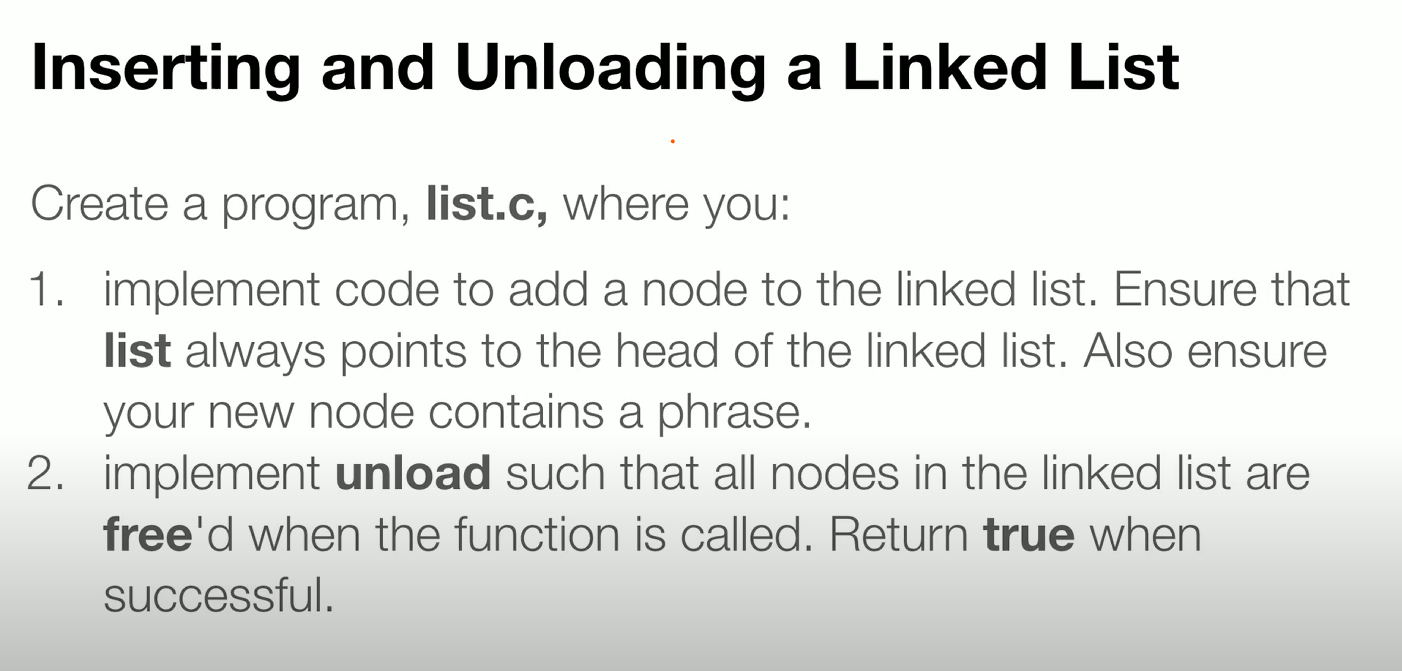 Inserting and Unloading a Linked List
Create a program, list.c, where you:
1. implement code to add a node to the linked list. Ensure that
list always points to the head of the linked list. Also ensure
your new node contains a phrase.
2. implement unload such that all nodes in the linked list are
free'd when the function is called. Return true when
successful.